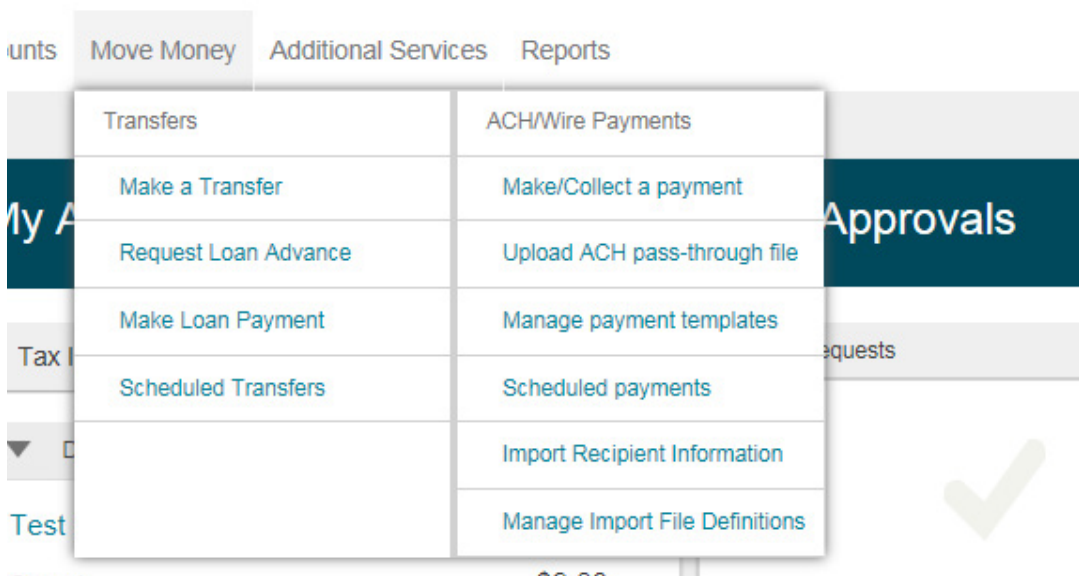 Move Money Additional Services Reports
Transfers
Make a Transfer
Request Loan Advance
Make Loan Payment
Scheduled Transfers
ACH/Wire Payments
Make/Collect a payment
Upload ACH pass-through file
Manage payment templates
Scheduled payments
Import Recipient Information
Manage Import File Definitions
My A
Approvals
Tax I
equests
D
Test